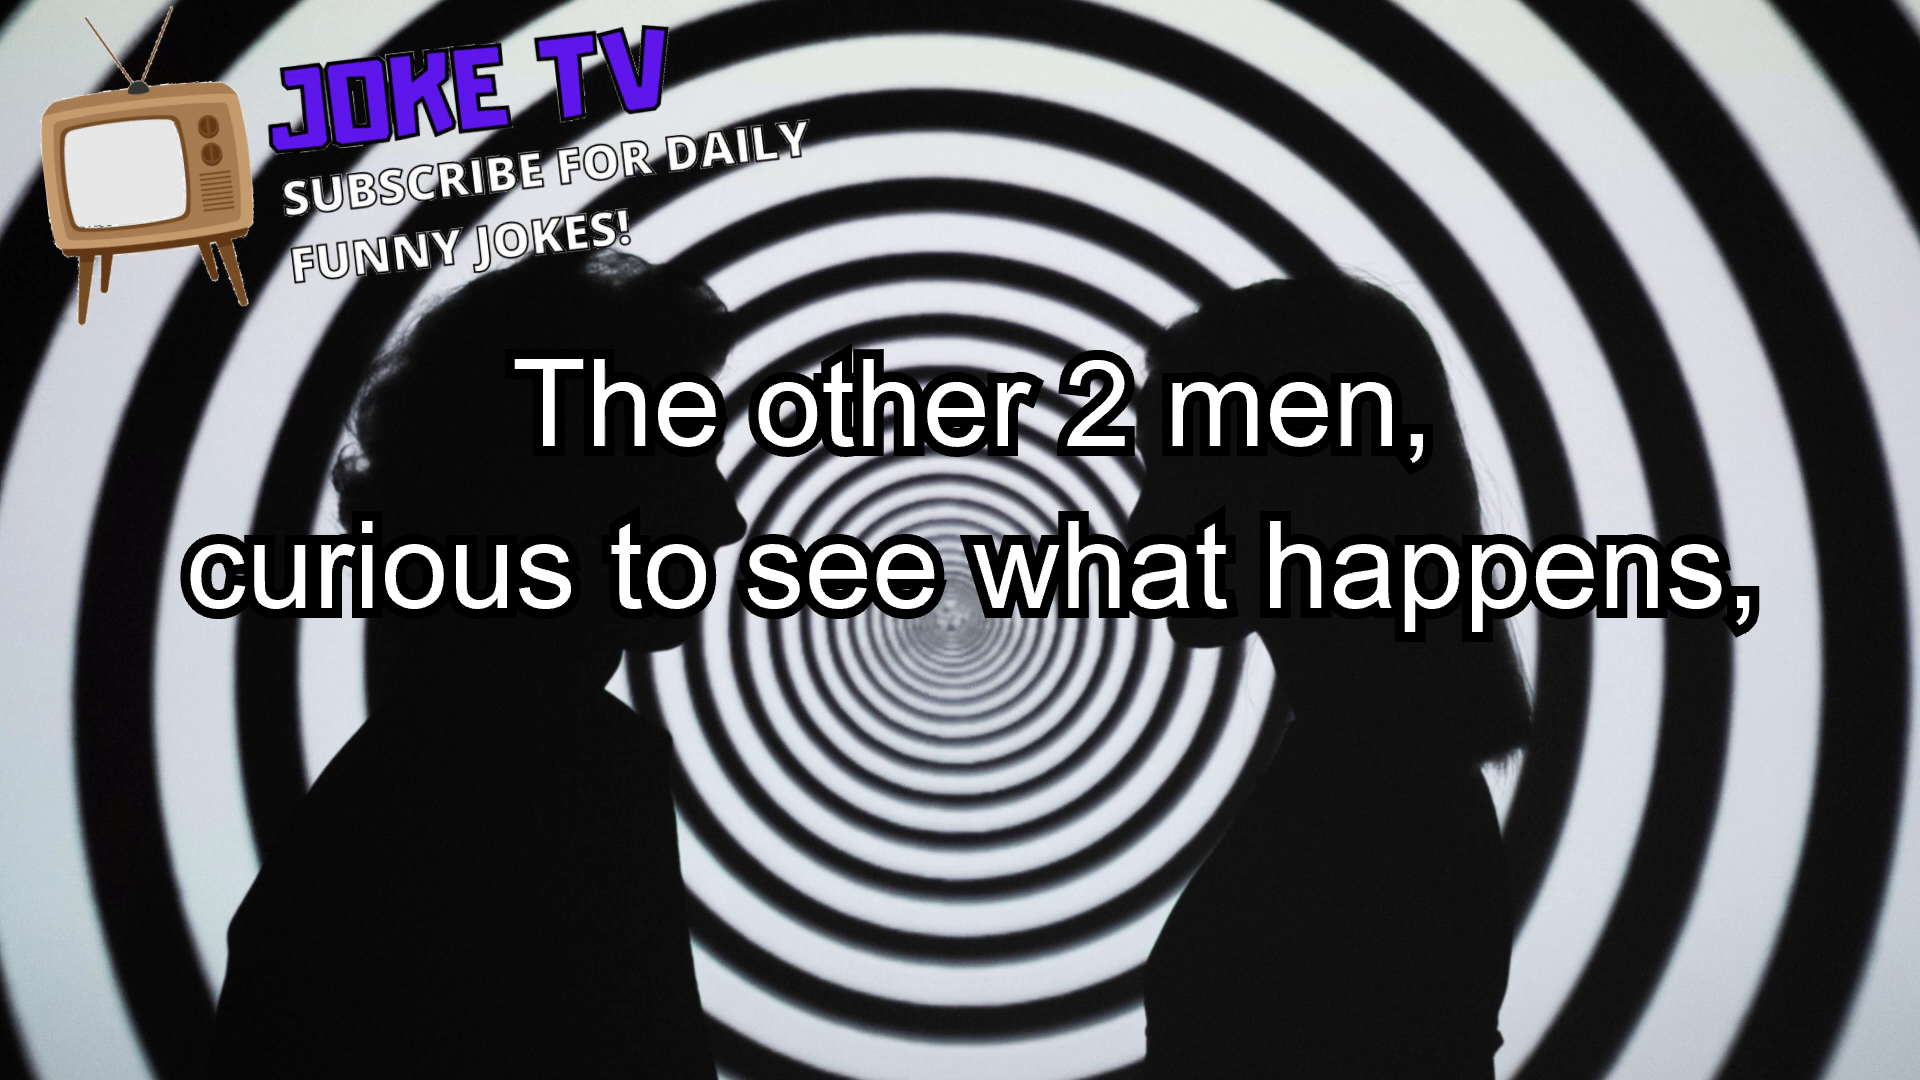 JOKE TV
SUBSCRIBE FOR DAILY
FUNNY JOKES!
The other 2 men,
curious to see what happens,